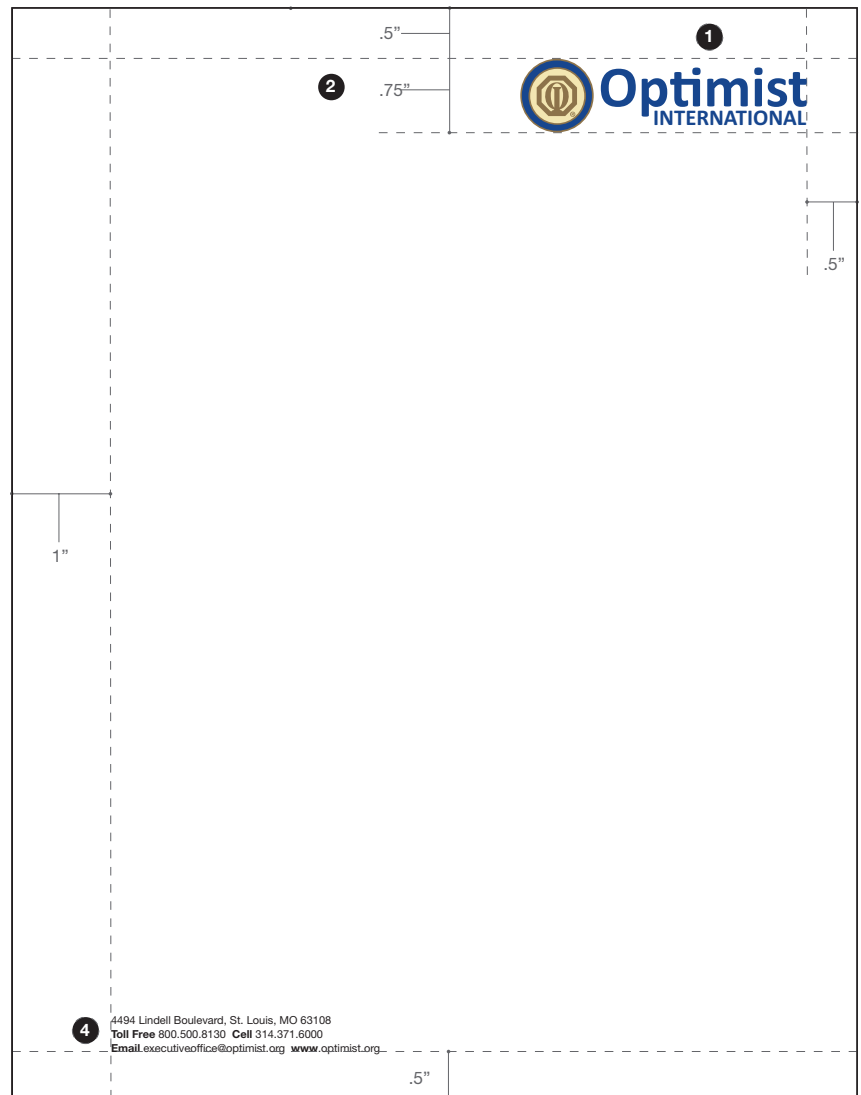 .5”
1
2
.75”
Optimist
INTERNATIONAL
®
.5”
1”
4
4494 Lindell Boulevard, St. Louis, MO 63108
Toll Free 800.500.8130 Cell 314.371.6000
Email executiveoffice@optimist.org www.optimist.org
.5”